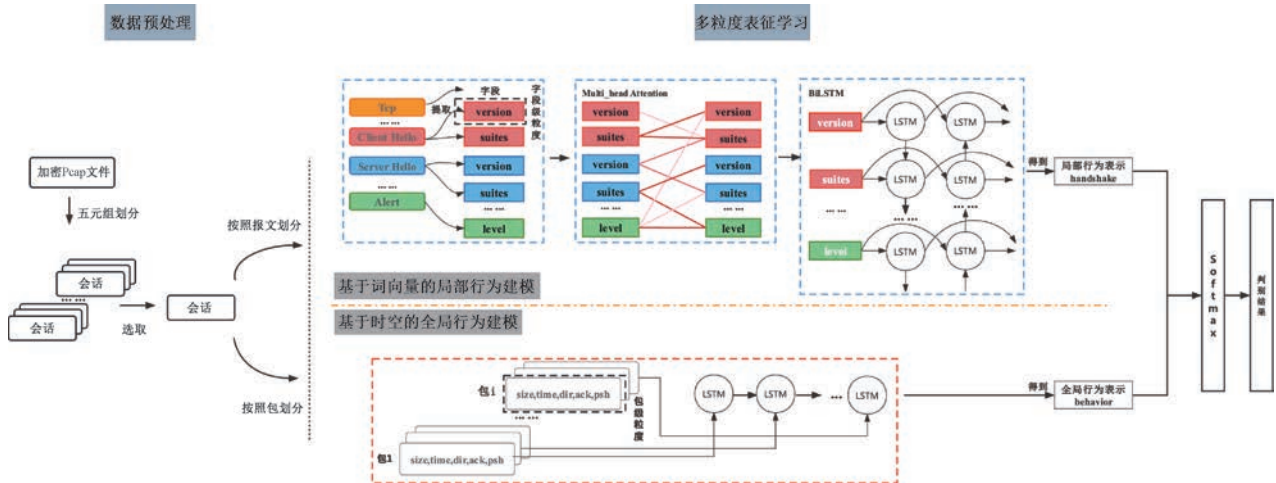 数据预处理
多粒度表征学习
加密Pcap文件
五元组划分
会话
... ...
会话
选取
会话
按照报文划分
按照包划分
Tcp
... ...
Client Hello
Server Hello
... ...
Alert
字段
提取
字段级粒度
version
suites
version
suites
... ...
level
Multi_head Attention
version
suites
version
suites
... ...
level
version
suites
version
suites
... ...
level
BiLSTM
version
LSTM
LSTM
suites
LSTM
LSTM
... ...
... ...
level
LSTM
LSTM
得到
局部行为表示
handshake
基于词向量的局部行为建模
基于时空的全局行为建模
包i
size,time,dir,ack,psh
包级粒度
... ...
包1
size,time,dir,ack,psh
LSTM
LSTM
...
LSTM
得到
全局行为表示
behavior
Softmax
判别结果